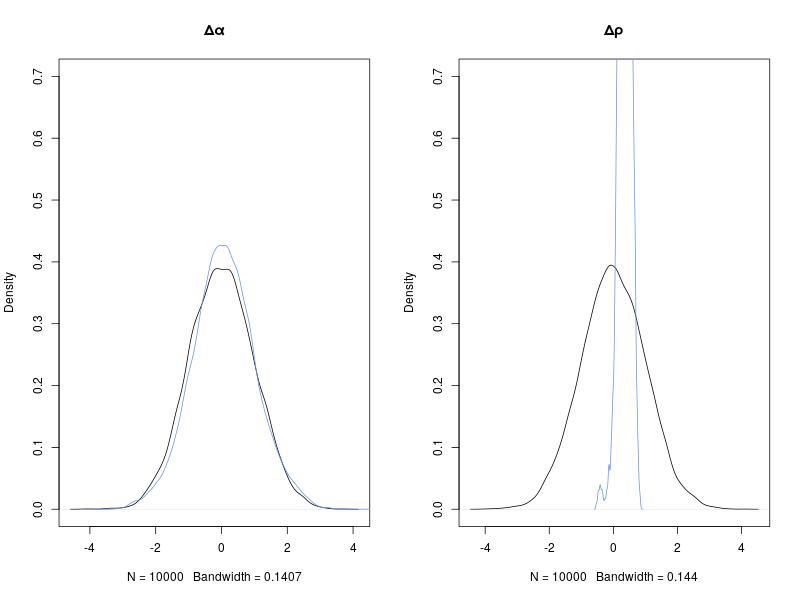 Δα
Density
0.0 0.1 0.2 0.3 0.4 0.5 0.6 0.7
-4 -2 0 2 4
N = 10000 Bandwidth = 0.1407
Δρ
Density
0.0 0.1 0.2 0.3 0.4 0.5 0.6 0.7
-4 -2 0 2 4
N = 10000 Bandwidth = 0.144